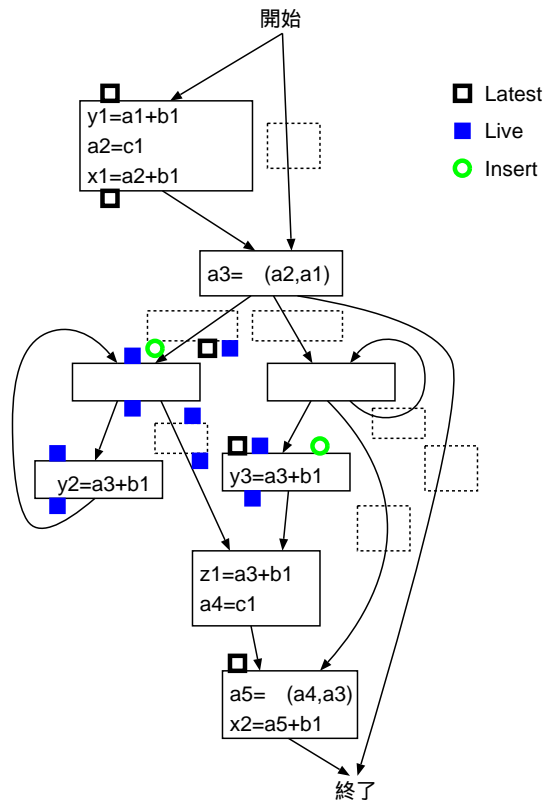 開始
Latest
Live
Insert
y1=a1+b1
a2=c1
x1=a2+b1
a3= (a2,a1)
y2=a3+b1
y3=a3+b1
z1=a3+b1
a4=c1
a5= (a4,a3)
x2=a5+b1
終了